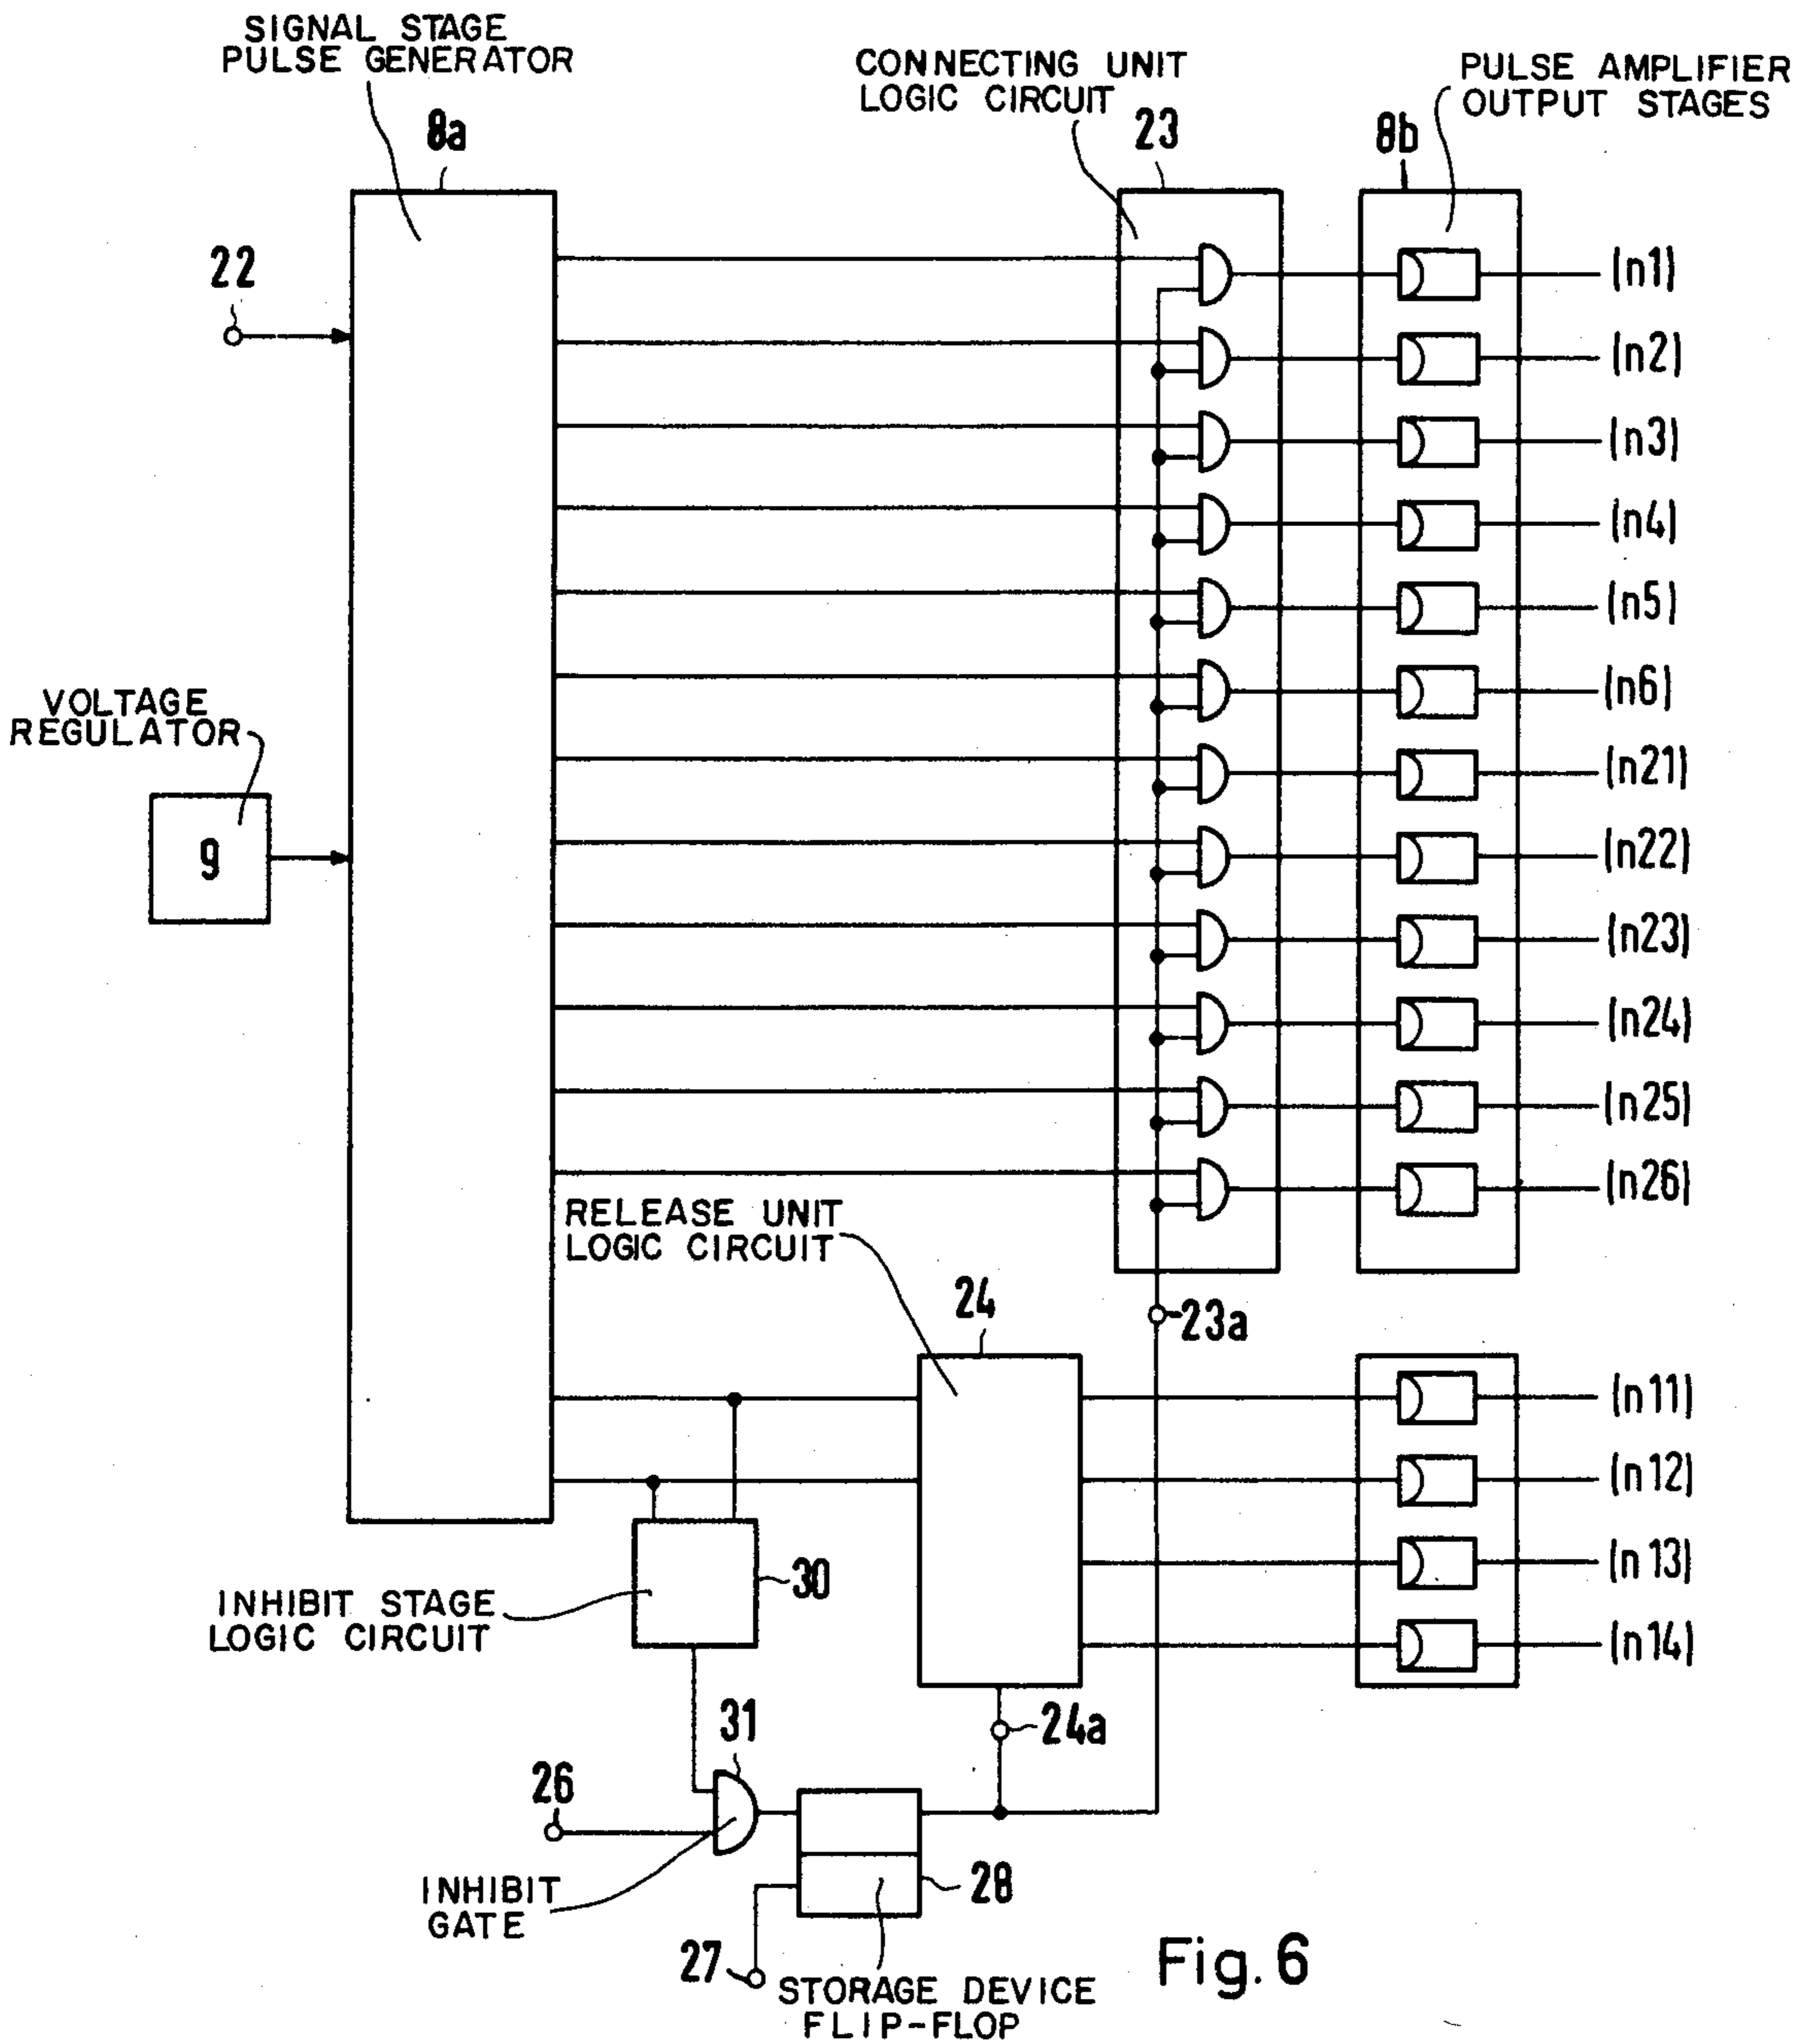 SIGNAL STAGE
PULSE GENERATOR
8a
CONNECTING UNIT
LOGIC CIRCUIT
23
PULSE AMPLIFIER
OUTPUT STAGES
8b
22
(n1)
(n2)
(n3)
(n4)
(n5)
(n6)
VOLTAGE
REGULATOR
9
(n21)
(n22)
(n23)
(n24)
(n25)
(n26)
RELEASE UNIT
LOGIC CIRCUIT
24
23a
(n11)
(n12)
(n13)
(n14)
30
INHIBIT STAGE
LOGIC CIRCUIT
31
24a
26
28
INHIBIT
GATE
27
STORAGE DEVICE
FLIP-FLOP
Fig. 6